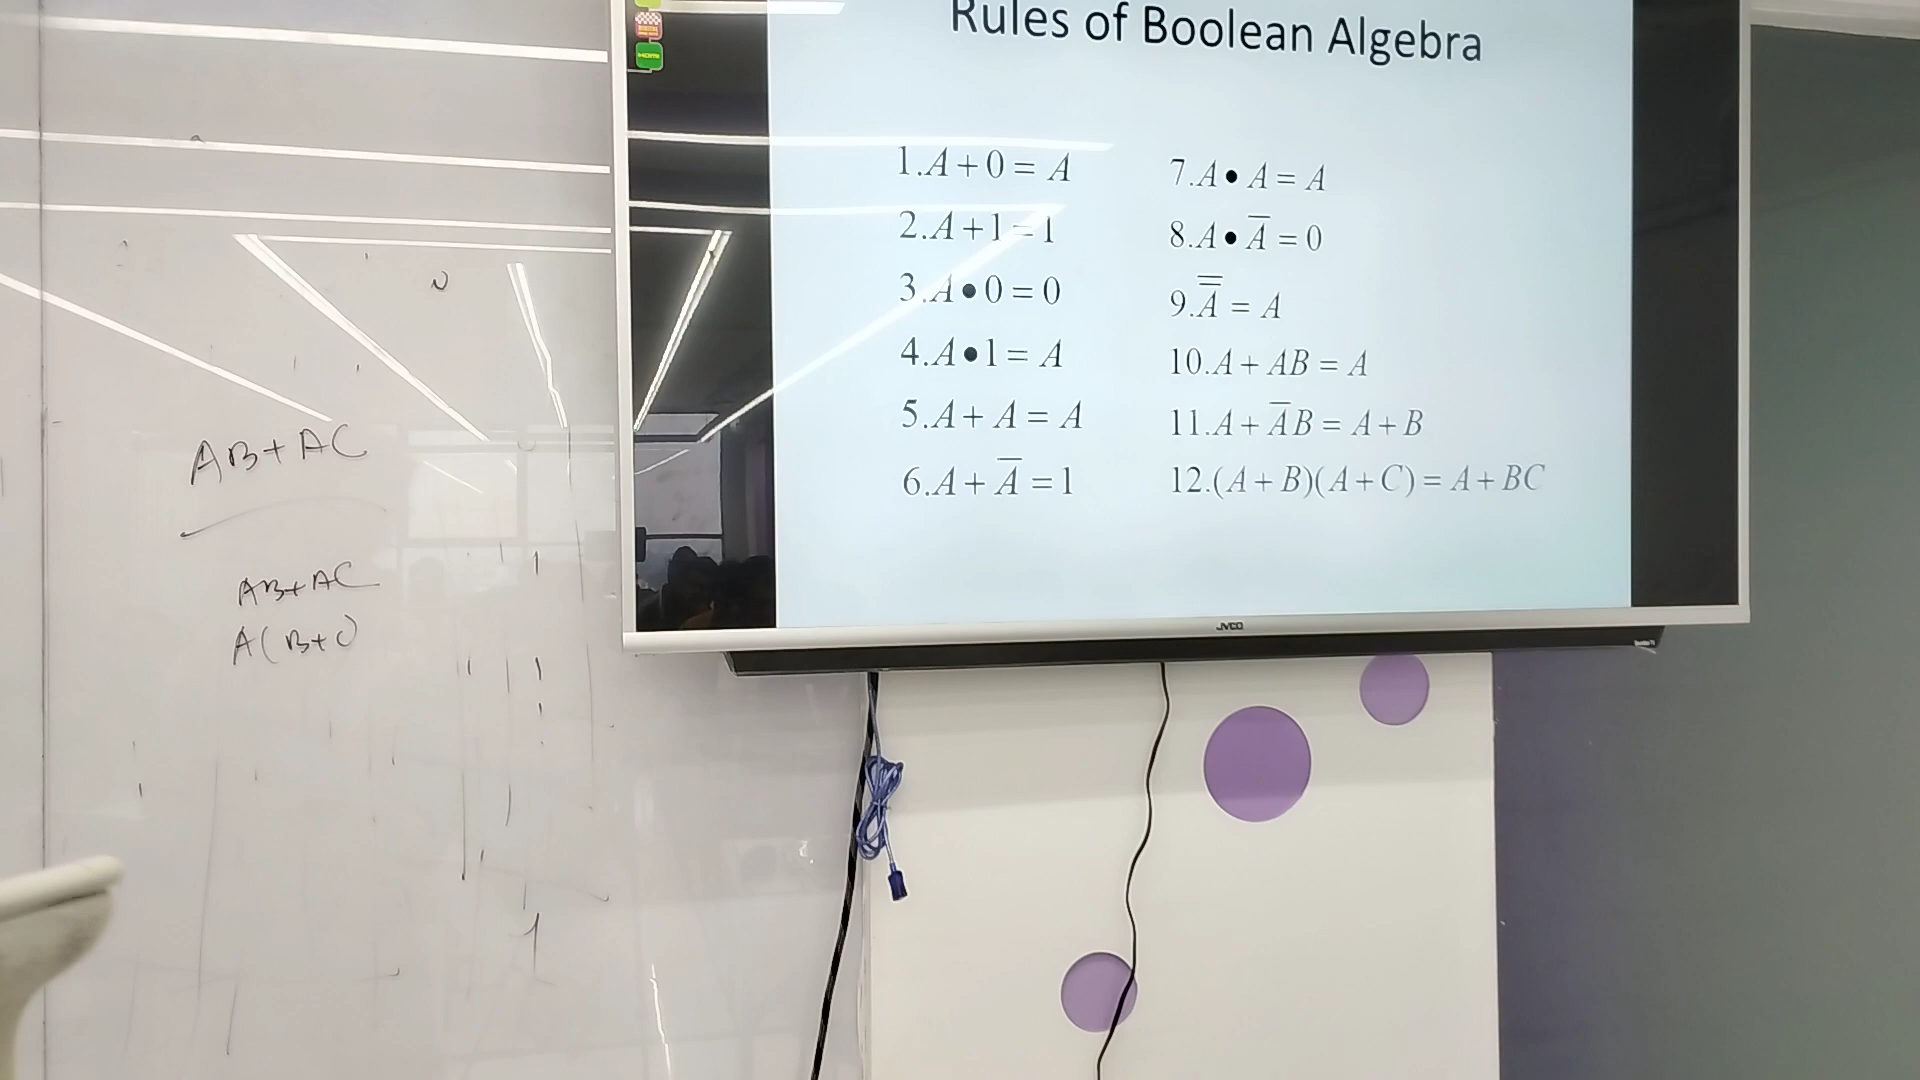 Rules of Boolean Algebra
1.A+0=A
2.A+1=1
3.A•0=0
4.A•1=A
5.A+A=A
6.A+A̅=1
7.A•A=A
8.A•A̅=0
9.A̿=A
10.A+AB=A
11.A+A̅B=A+B
12.(A+B)(A+C)=A+BC
AB+AC
AB+AC
A(B+C)
JVCO
HDMI